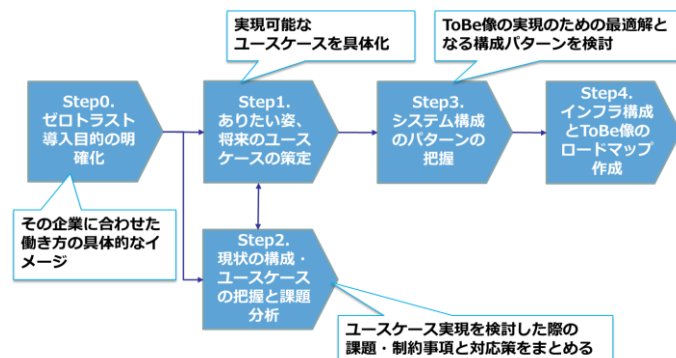 実現可能な
ユースケースを具体化
ToBe像の実現のための最適解と
なる構成パターンを検討
Step0.
ゼロトラスト
導入目的の明
確化
Step1.
ありたい姿、
将来のユース
ケースの策定
Step3.
システム構成
のパターンの
把握
Step4.
インフラ構成
とToBe像の
ロードマップ
作成
その企業に合わせた
働き方の具体的なイ
メージ
Step2.
現状の構成・
ユースケース
の把握と課題
分析
ユースケース実現を検討した際の
課題・制約事項と対応策をまとめる